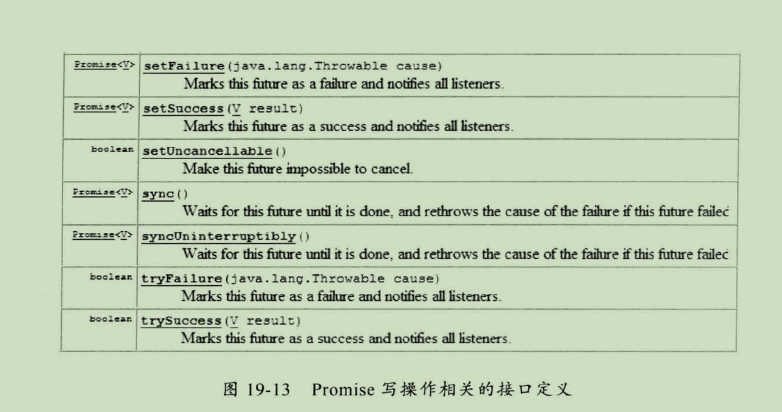 Promise<V> setFailure(java.lang.Throwable cause)
Marks this future as a failure and notifies all listeners.
Promise<V> setSuccess(V result)
Marks this future as a success and notifies all listeners.
boolean setUncancellable()
Make this future impossible to cancel.
Promise<V> sync()
Waits for this future until it is done, and rethrows the cause of the failure if this future failed
Promise<V> syncUninterruptibly()
Waits for this future until it is done, and rethrows the cause of the failure if this future failed
boolean tryFailure(java.lang.Throwable cause)
Marks this future as a failure and notifies all listeners.
boolean trySuccess(V result)
Marks this future as a success and notifies all listeners.
图 19-13 Promise 写操作相关的接口定义